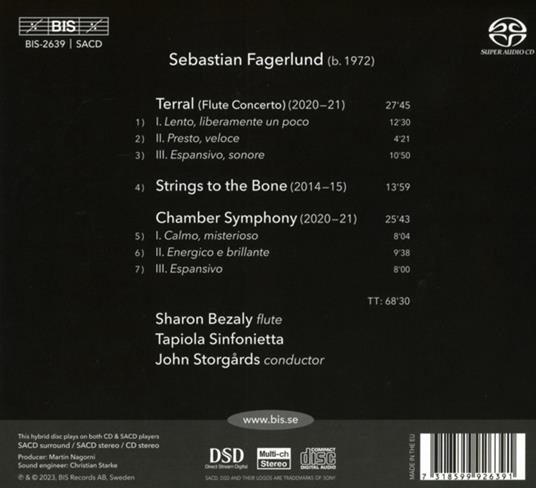 BIS
BIS-2639 | SACD
SUPER AUDIO CD
Sebastian Fagerlund (b. 1972)
Terral (Flute Concerto) (2020–21) 27'45
1) I. Lento, liberamente un poco 12'30
2) II. Presto, veloce 4'21
3) III. Espansivo, sonore 10'50
4) Strings to the Bone (2014–15) 13'59
Chamber Symphony (2020–21) 25'43
5) I. Calmo, misterioso 8'04
6) II. Energico e brillante 9'38
7) III. Espansivo 8'00
TT: 68'30
Sharon Bezaly flute
Tapiola Sinfonietta
John Storgårds conductor
www.bis.se
This hybrid disc plays on both CD & SACD players
SACD surround / SACD stereo / CD stereo
Producer: Martin Nagorni
Sound engineer: Christian Starke
℗ & © 2023, BIS Records AB, Sweden
DSD
Direct Stream Digital
Multi-ch
Stereo
COMPACT
disc
DIGITAL AUDIO
SACD, DSD AND THEIR LOGOS ARE TRADEMARKS OF SONY
MADE IN THE EU
7 318599 926391